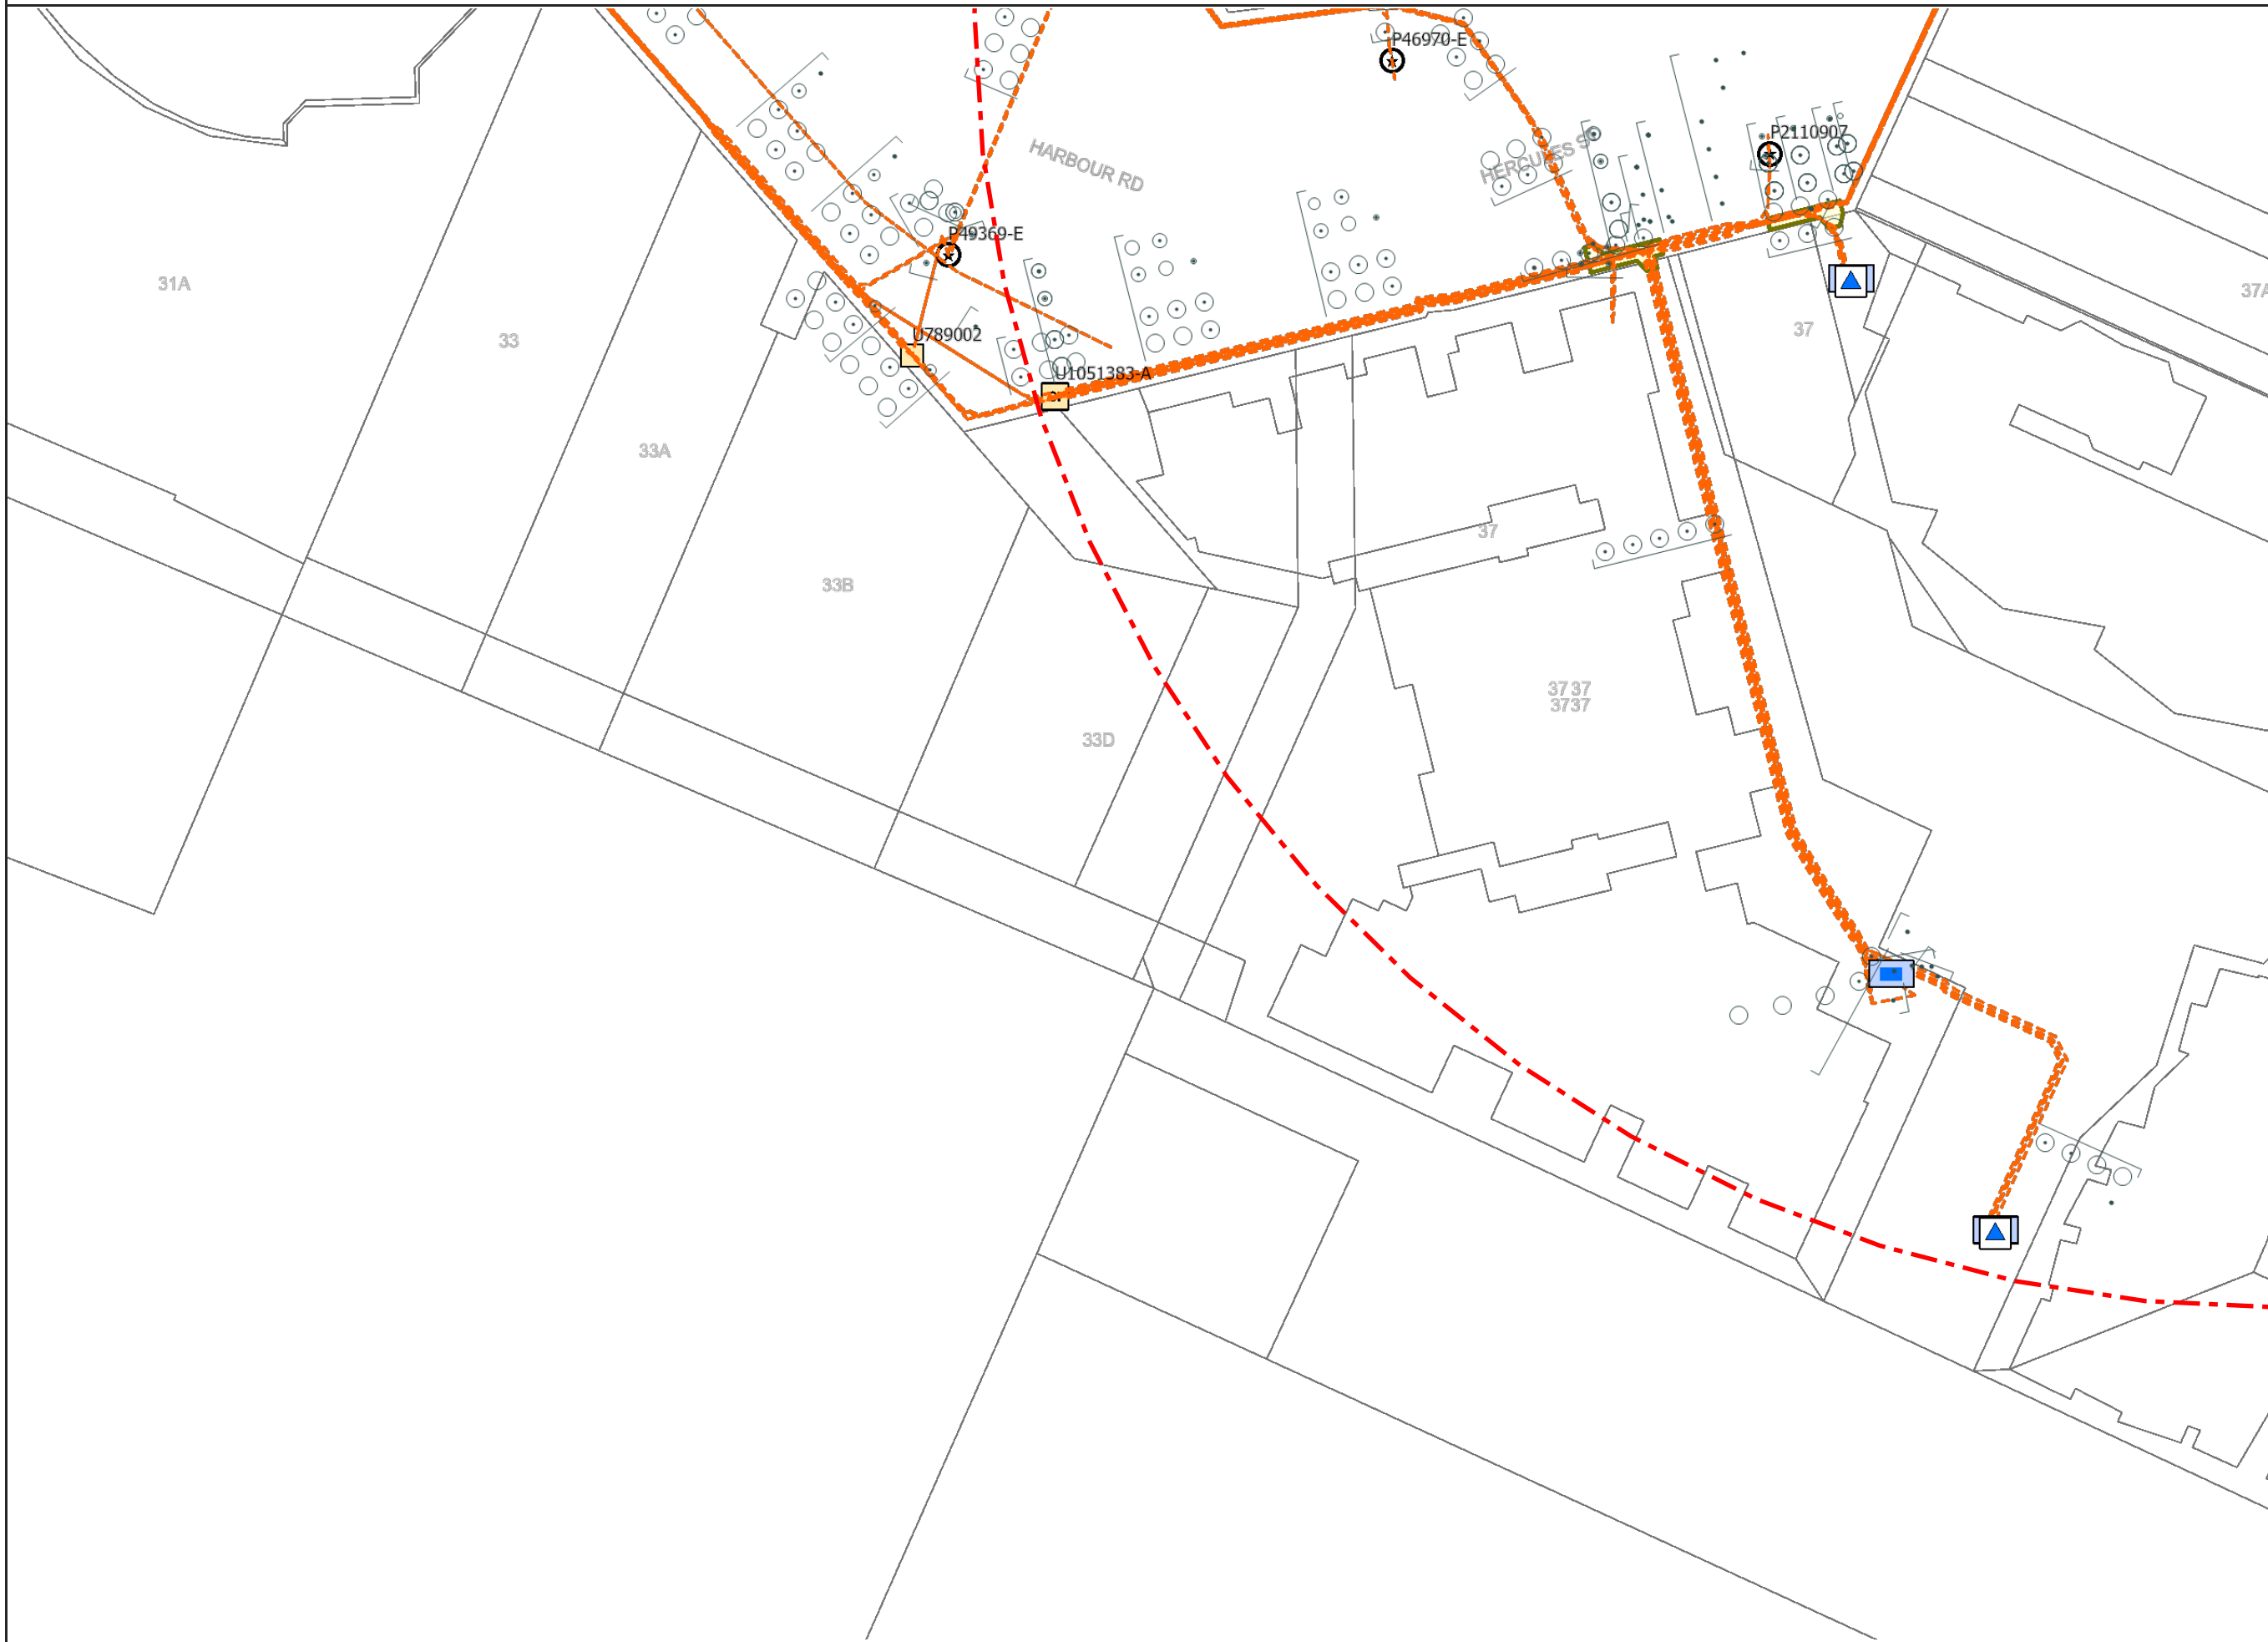 P46970-E
P2110907
HARBOUR RD
HERCULES S
P49369-E
31A
37A
33
37
U789002
U1051383-A
33A
37
33B
37 37
3737
33D